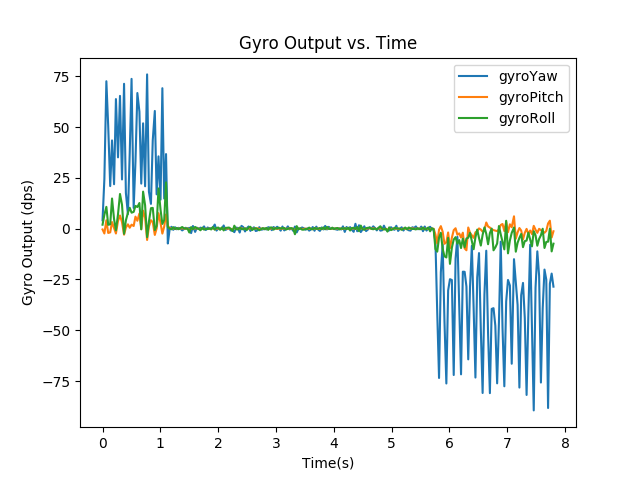 Gyro Output vs. Time
gyroYaw
gyroPitch
gyroRoll
Gyro Output (dps)
75
50
25
0
−25
−50
−75
0 1 2 3 4 5 6 7 8
Time(s)